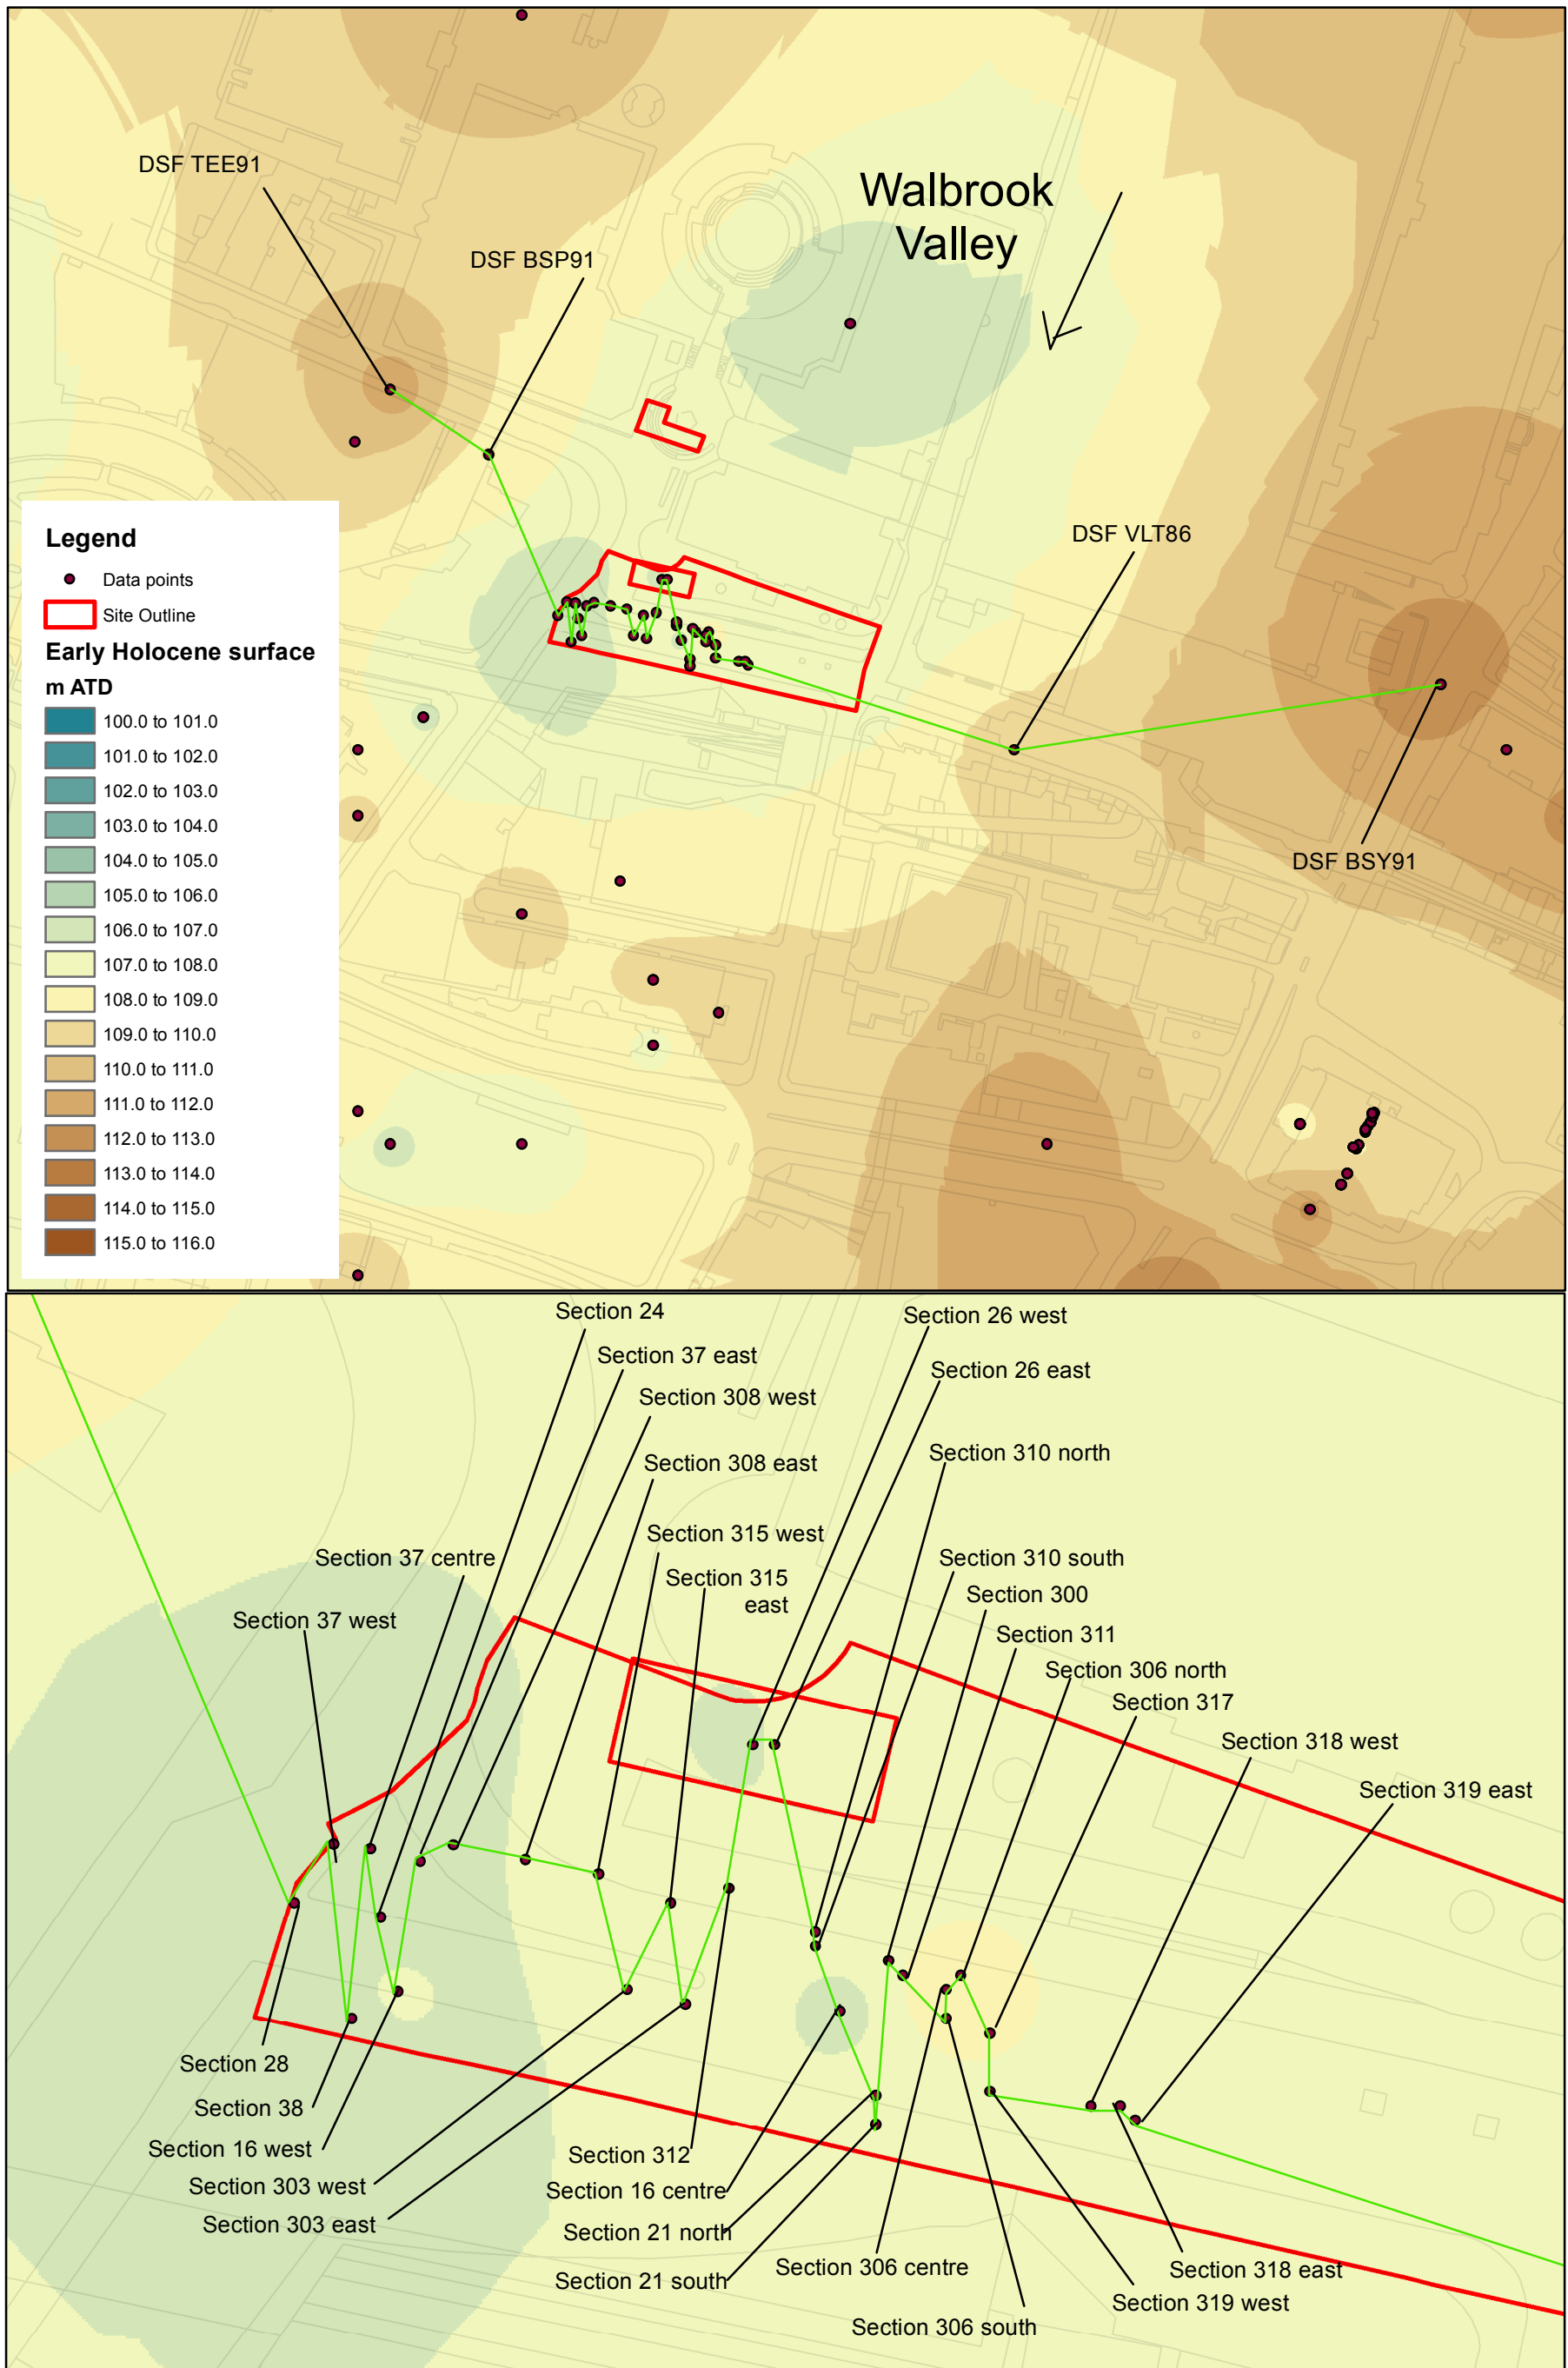 DSF TEE91
Walbrook
Valley
DSF BSP91
DSF VLT86
DSF BSY91
Legend
Data points
Site Outline
Early Holocene surface
m ATD
100.0 to 101.0
101.0 to 102.0
102.0 to 103.0
103.0 to 104.0
104.0 to 105.0
105.0 to 106.0
106.0 to 107.0
107.0 to 108.0
108.0 to 109.0
109.0 to 110.0
110.0 to 111.0
111.0 to 112.0
112.0 to 113.0
113.0 to 114.0
114.0 to 115.0
115.0 to 116.0
Section 24
Section 26 west
Section 37 east
Section 26 east
Section 308 west
Section 310 north
Section 308 east
Section 315 west
Section 37 centre
Section 310 south
Section 315
east
Section 300
Section 37 west
Section 311
Section 306 north
Section 317
Section 318 west
Section 319 east
Section 28
Section 38
Section 16 west
Section 312
Section 303 west
Section 16 centre
Section 303 east
Section 21 north
Section 306 centre
Section 318 east
Section 21 south
Section 319 west
Section 306 south